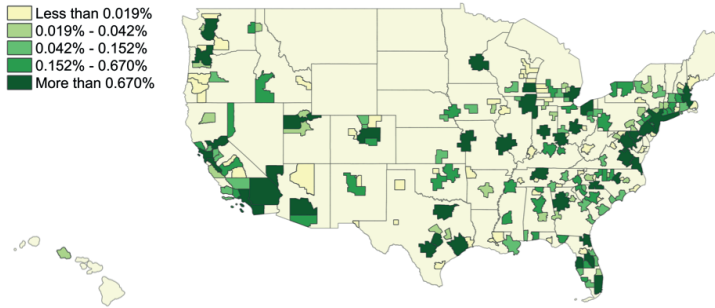 Less than 0.019%
0.019% - 0.042%
0.042% - 0.152%
0.152% - 0.670%
More than 0.670%